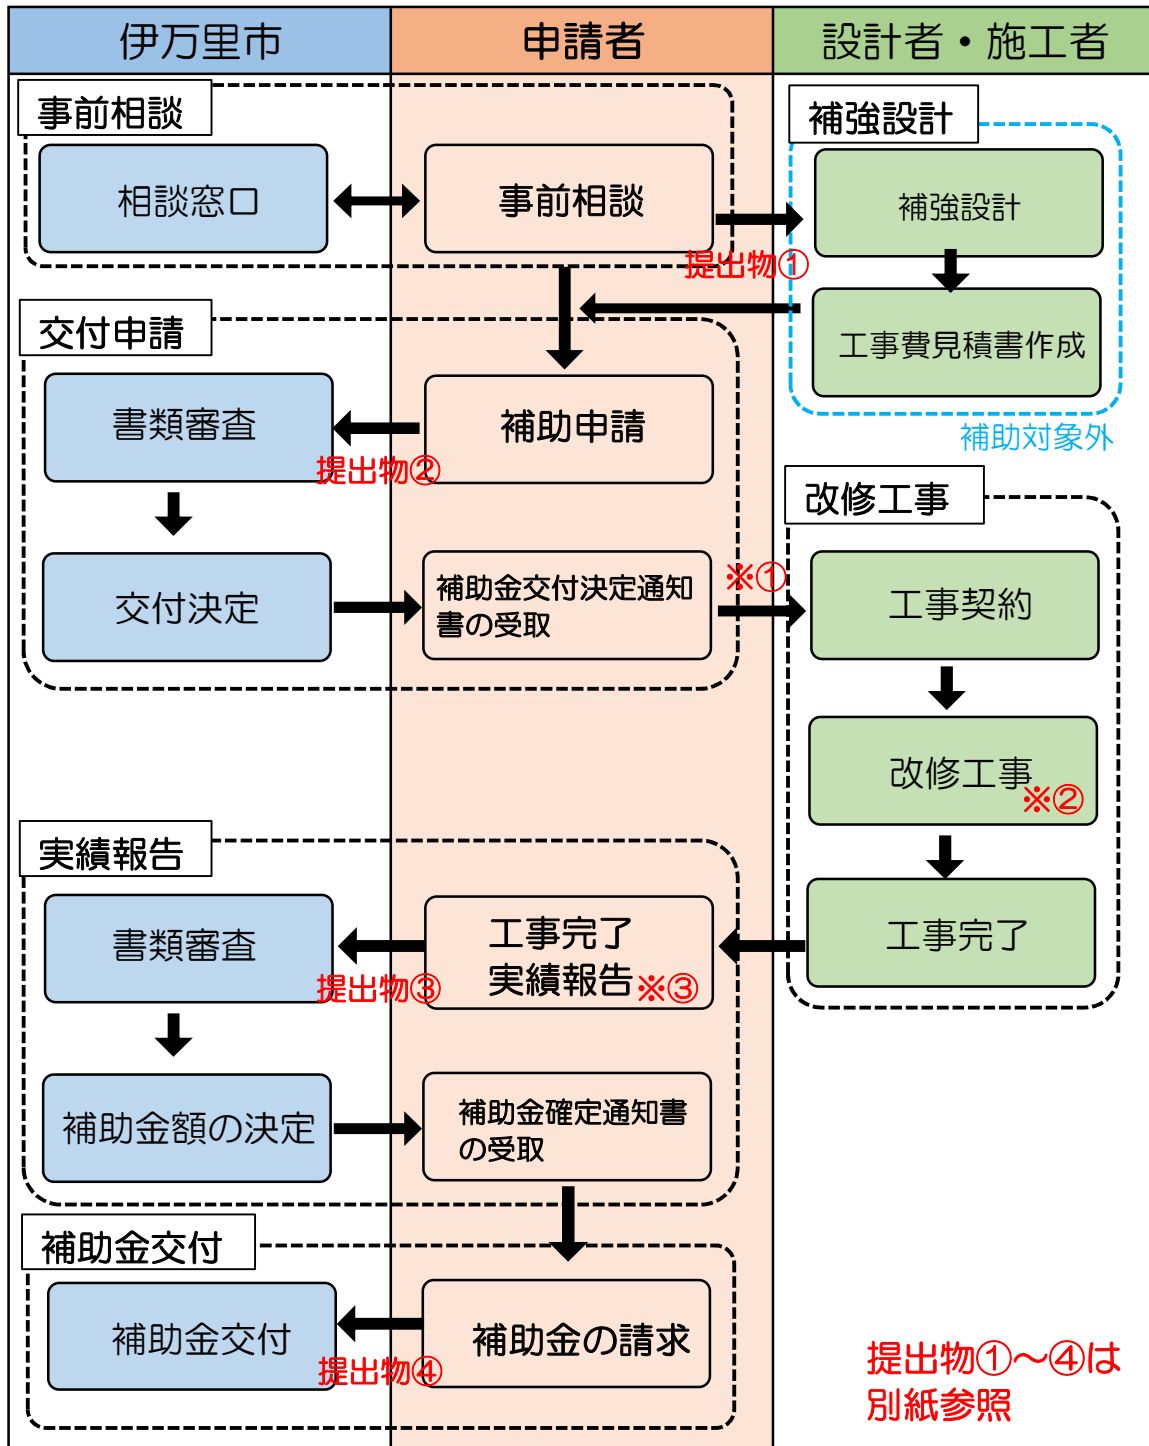 伊万里市
申請者
設計者・施工者
事前相談
相談窓口
事前相談
提出物①
補強設計
補強設計
工事費見積書作成
補助対象外
交付申請
書類審査
補助申請
提出物②
交付決定
補助金交付決定通知
書の受取
※①
改修工事
工事契約
改修工事
※②
工事完了
実績報告
書類審査
工事完了
実績報告※③
提出物③
補助金額の決定
補助金確定通知書
の受取
補助金交付
補助金交付
補助金の請求
提出物④
提出物①～④は
別紙参照